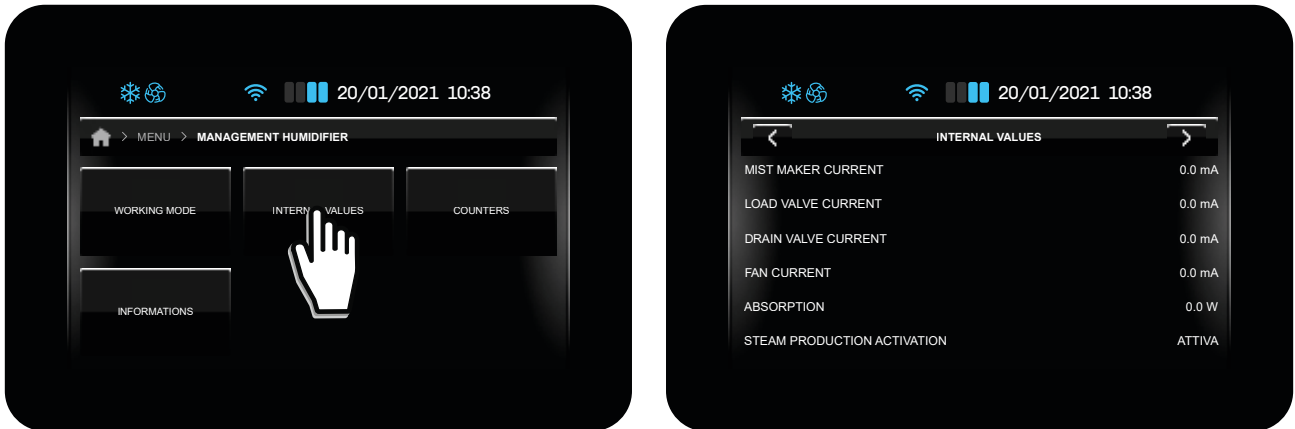 20/01/2021 10:38
> MENU > MANAGEMENT HUMIDIFIER
WORKING MODE
VALUES
COUNTERS
INFORMATIONS
20/01/2021 10:38
< INTERNAL VALUES >
MIST MAKER CURRENT 0.0 mA
LOAD VALVE CURRENT 0.0 mA
DRAIN VALVE CURRENT 0.0 mA
FAN CURRENT 0.0 mA
ABSORPTION 0.0 W
STEAM PRODUCTION ACTIVATION ATTIVA